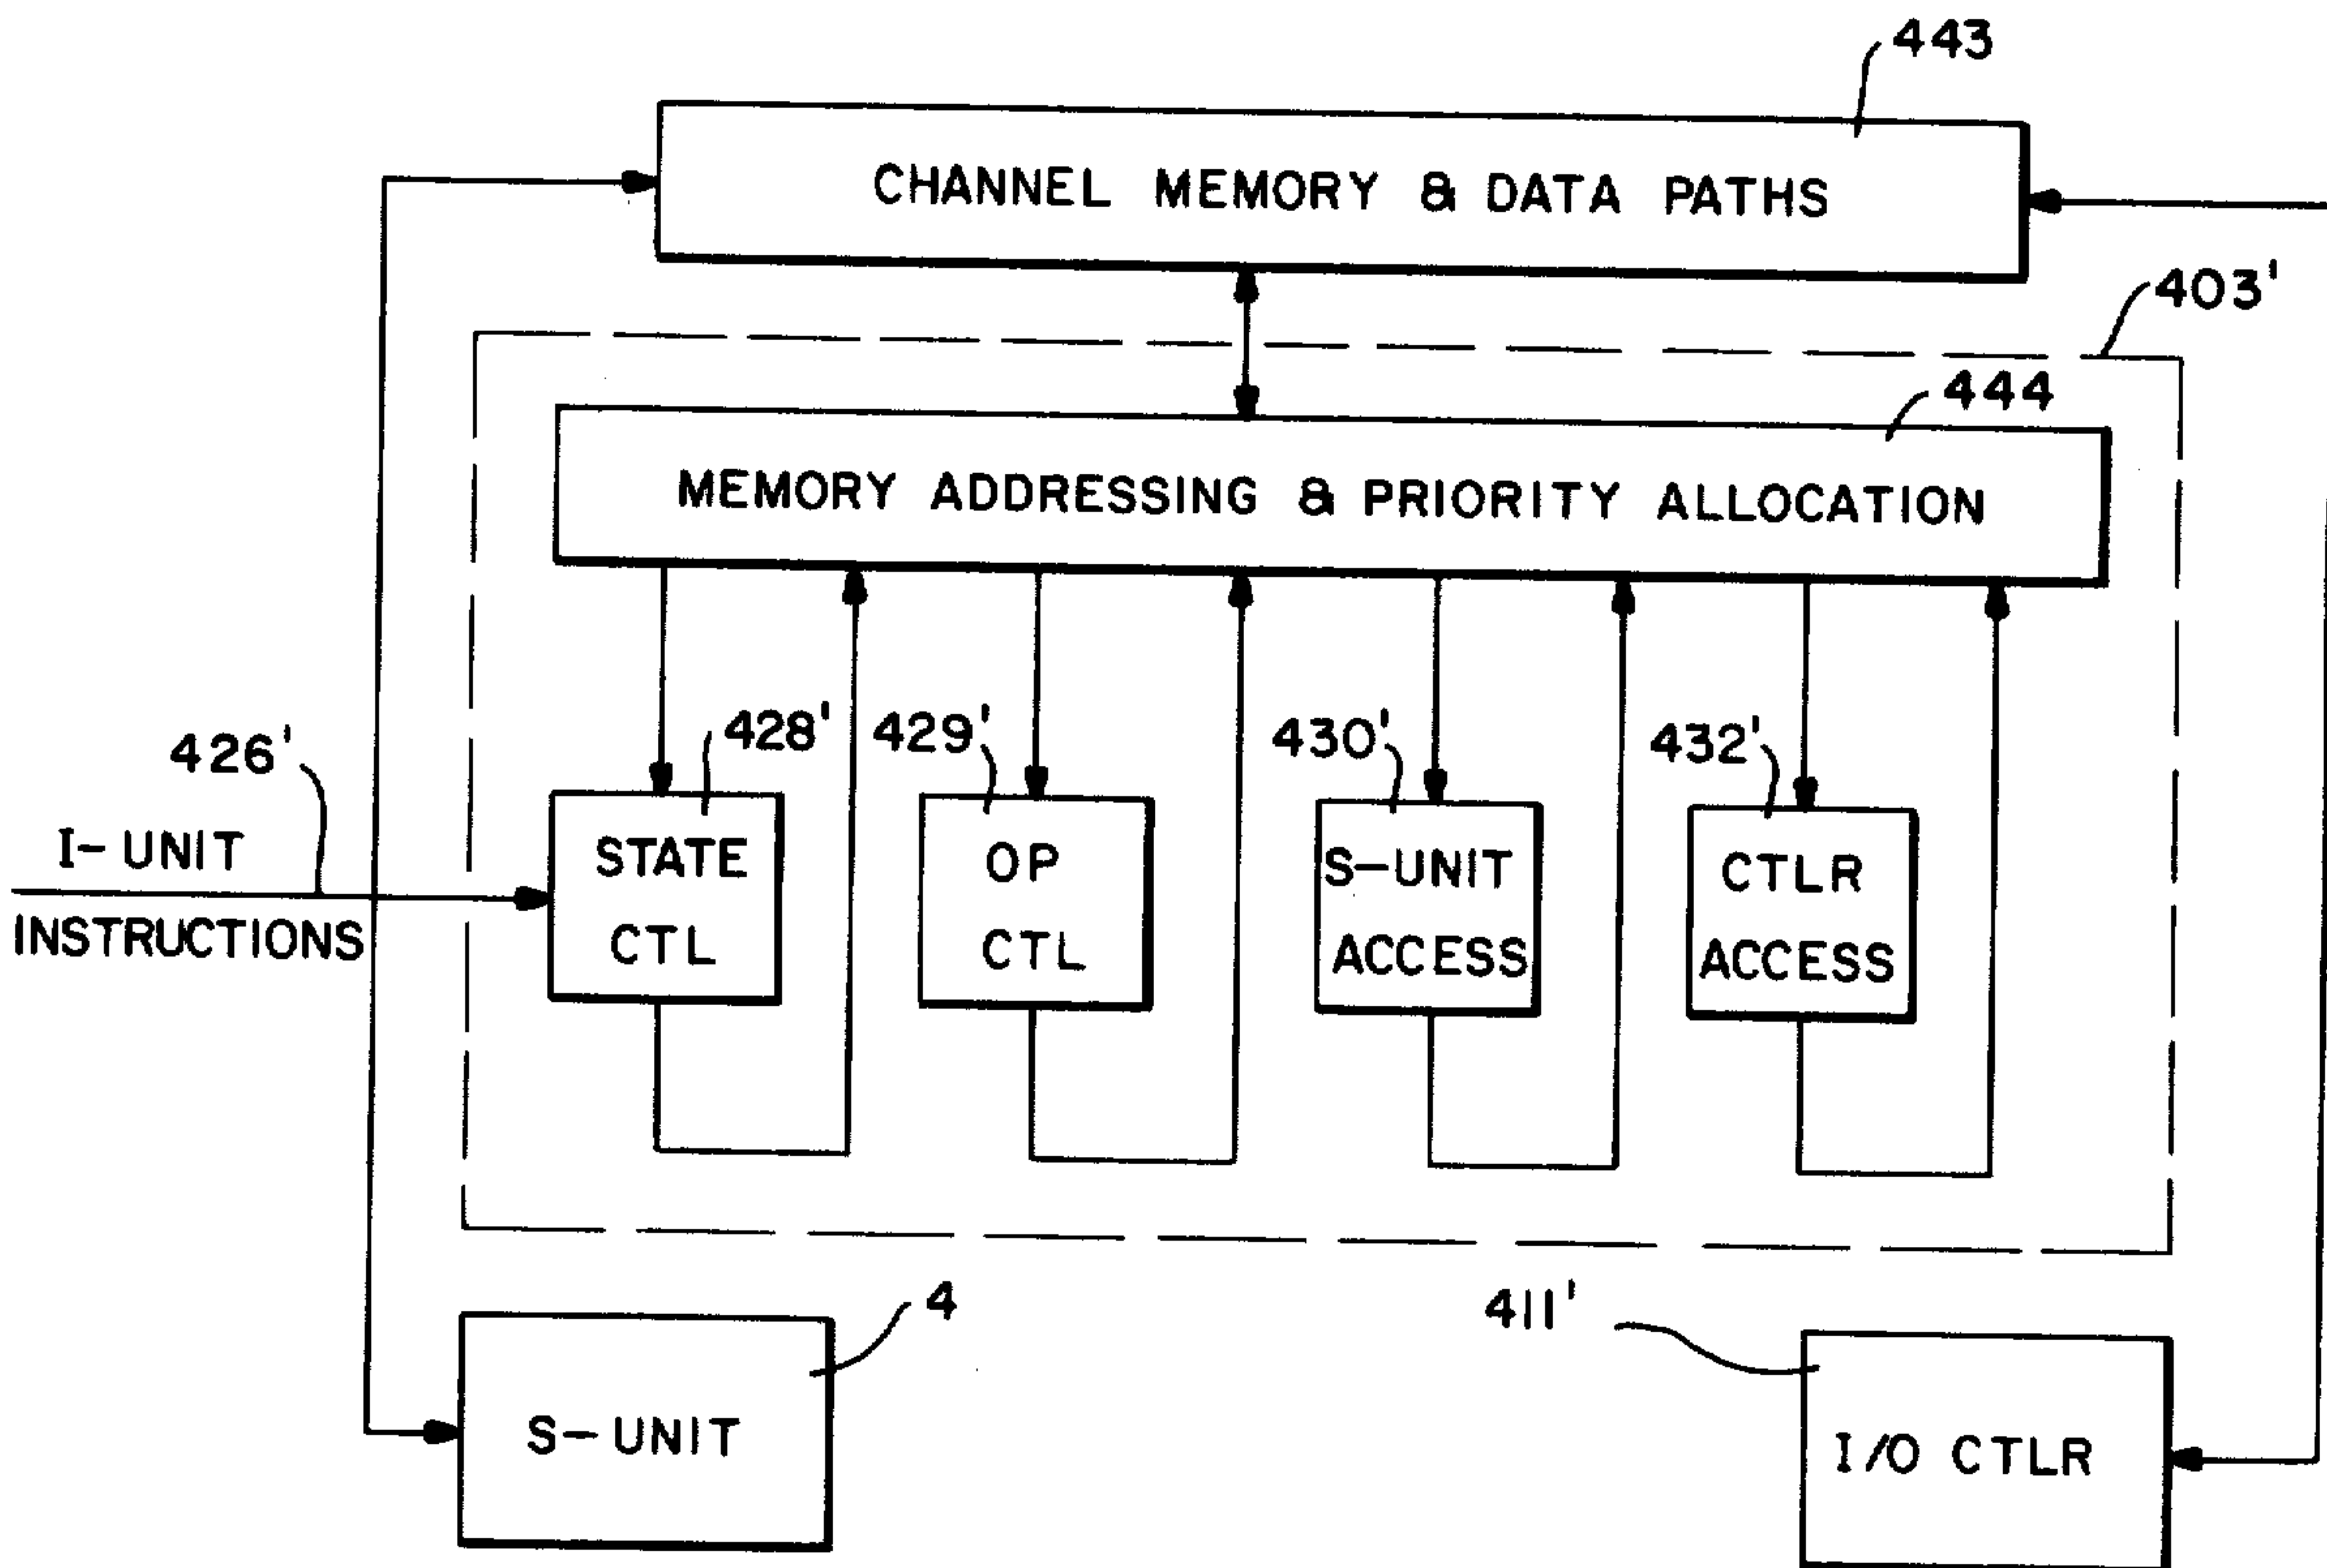 443
CHANNEL MEMORY & DATA PATHS
403'
444
MEMORY ADDRESSING & PRIORITY ALLOCATION
426'
428'
429'
430'
432'
I-UNIT
INSTRUCTIONS
STATE
CTL
OP
CTL
S-UNIT
ACCESS
CTLR
ACCESS
4
S-UNIT
411'
I/O CTLR